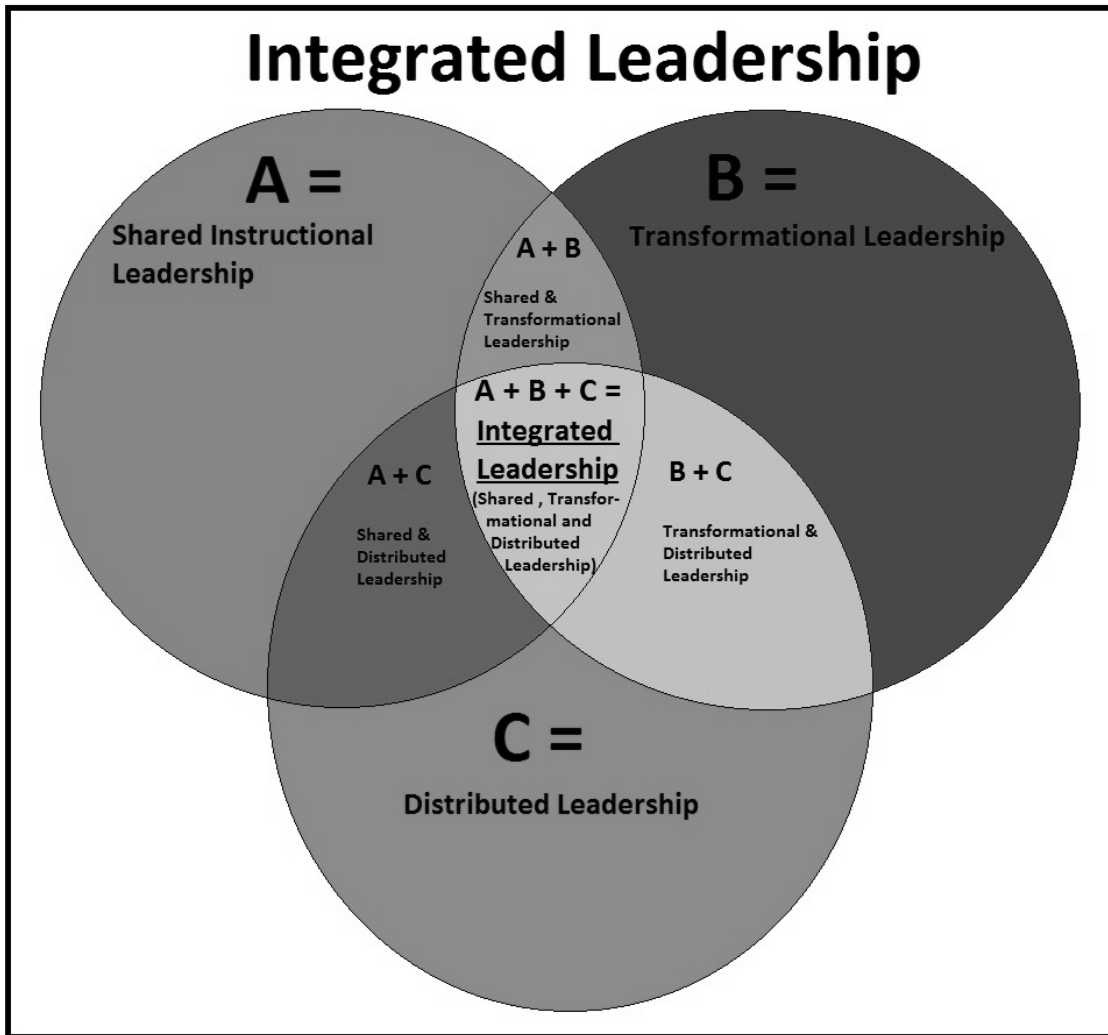 Integrated Leadership
A =
Shared Instructional
Leadership
B =
Transformational Leadership
A + B
Shared &
Transformational
Leadership
A + B + C =
Integrated
Leadership
(Shared , Transfor-
mational and
Distributed
Leadership)
A + C
Shared &
Distributed
Leadership
B + C
Transformational &
Distributed
Leadership
C =
Distributed Leadership